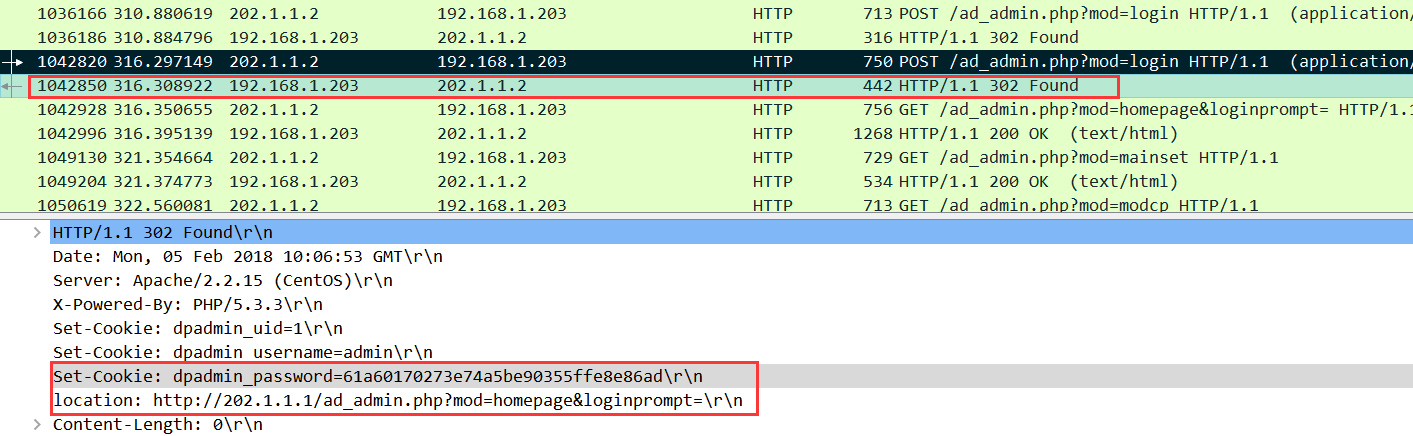 1036166 310.880619 202.1.1.2 192.168.1.203 HTTP 713 POST /ad_admin.php?mod=login HTTP/1.1 (application/
1036186 310.884796 192.168.1.203 202.1.1.2 HTTP 316 HTTP/1.1 302 Found
1042820 316.297149 202.1.1.2 192.168.1.203 HTTP 750 POST /ad_admin.php?mod=login HTTP/1.1 (application/
1042850 316.308922 192.168.1.203 202.1.1.2 HTTP 442 HTTP/1.1 302 Found
1042928 316.350655 202.1.1.2 192.168.1.203 HTTP 756 GET /ad_admin.php?mod=homepage&loginprompt= HTTP/1.1
1042996 316.395139 192.168.1.203 202.1.1.2 HTTP 1268 HTTP/1.1 200 OK (text/html)
1049130 321.354664 202.1.1.2 192.168.1.203 HTTP 729 GET /ad_admin.php?mod=mainset HTTP/1.1
1049204 321.374773 192.168.1.203 202.1.1.2 HTTP 534 HTTP/1.1 200 OK (text/html)
1050619 322.560081 202.1.1.2 192.168.1.203 HTTP 713 GET /ad_admin.php?mod=modcp HTTP/1.1
HTTP/1.1 302 Found\r\n
Date: Mon, 05 Feb 2018 10:06:53 GMT\r\n
Server: Apache/2.2.15 (CentOS)\r\n
X-Powered-By: PHP/5.3.3\r\n
Set-Cookie: dpadmin_uid=1\r\n
Set-Cookie: dpadmin_username=admin\r\n
Set-Cookie: dpadmin_password=61a60170273e74a5be90355ffe8e86ad\r\n
location: http://202.1.1.1/ad_admin.php?mod=homepage&loginprompt=\r\n
Content-Length: 0\r\n